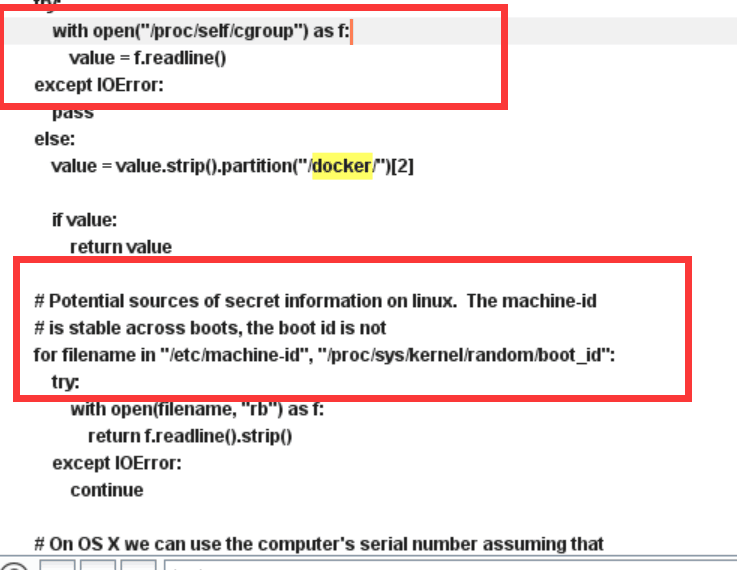 try:
with open("/proc/self/cgroup") as f:
value = f.readline()
except IOError:
pass
else:
value = value.strip().partition("/docker/")[2]
if value:
return value
# Potential sources of secret information on linux. The machine-id
# is stable across boots, the boot id is not
for filename in "/etc/machine-id", "/proc/sys/kernel/random/boot_id":
try:
with open(filename, "rb") as f:
return f.readline().strip()
except IOError:
continue
# On OS X we can use the computer's serial number assuming that